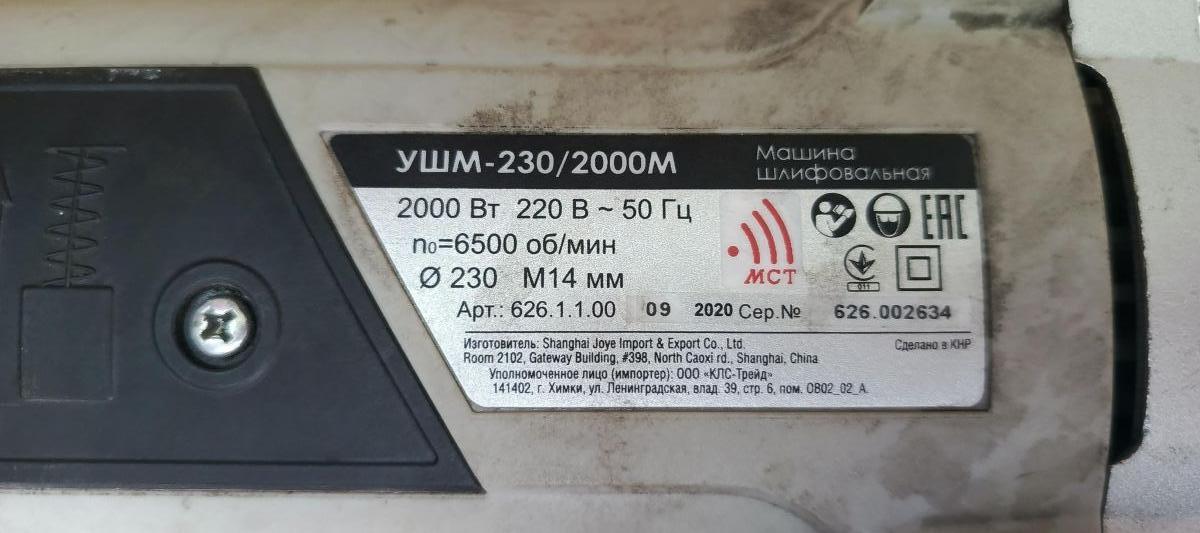 УШМ-230/2000М
Машина
шлифовальная
2000 Вт 220 В ~ 50 Гц
n₀=6500 об/мин
Ø 230 М14 мм
МСТ
EAC
011
Арт.: 626.1.1.00 09 2020 Сер.№ 626.002634
Изготовитель: Shanghai Joye Import & Export Co., Ltd.
Сделано в КНР
Room 2102, Gateway Building, #398, North Caoxi rd., Shanghai, China
Уполномоченное лицо (импортер): ООО «КЛС-Трейд»
141402, г. Химки, ул. Ленинградская, влад. 39, стр. 6, пом. OB02_02_A.